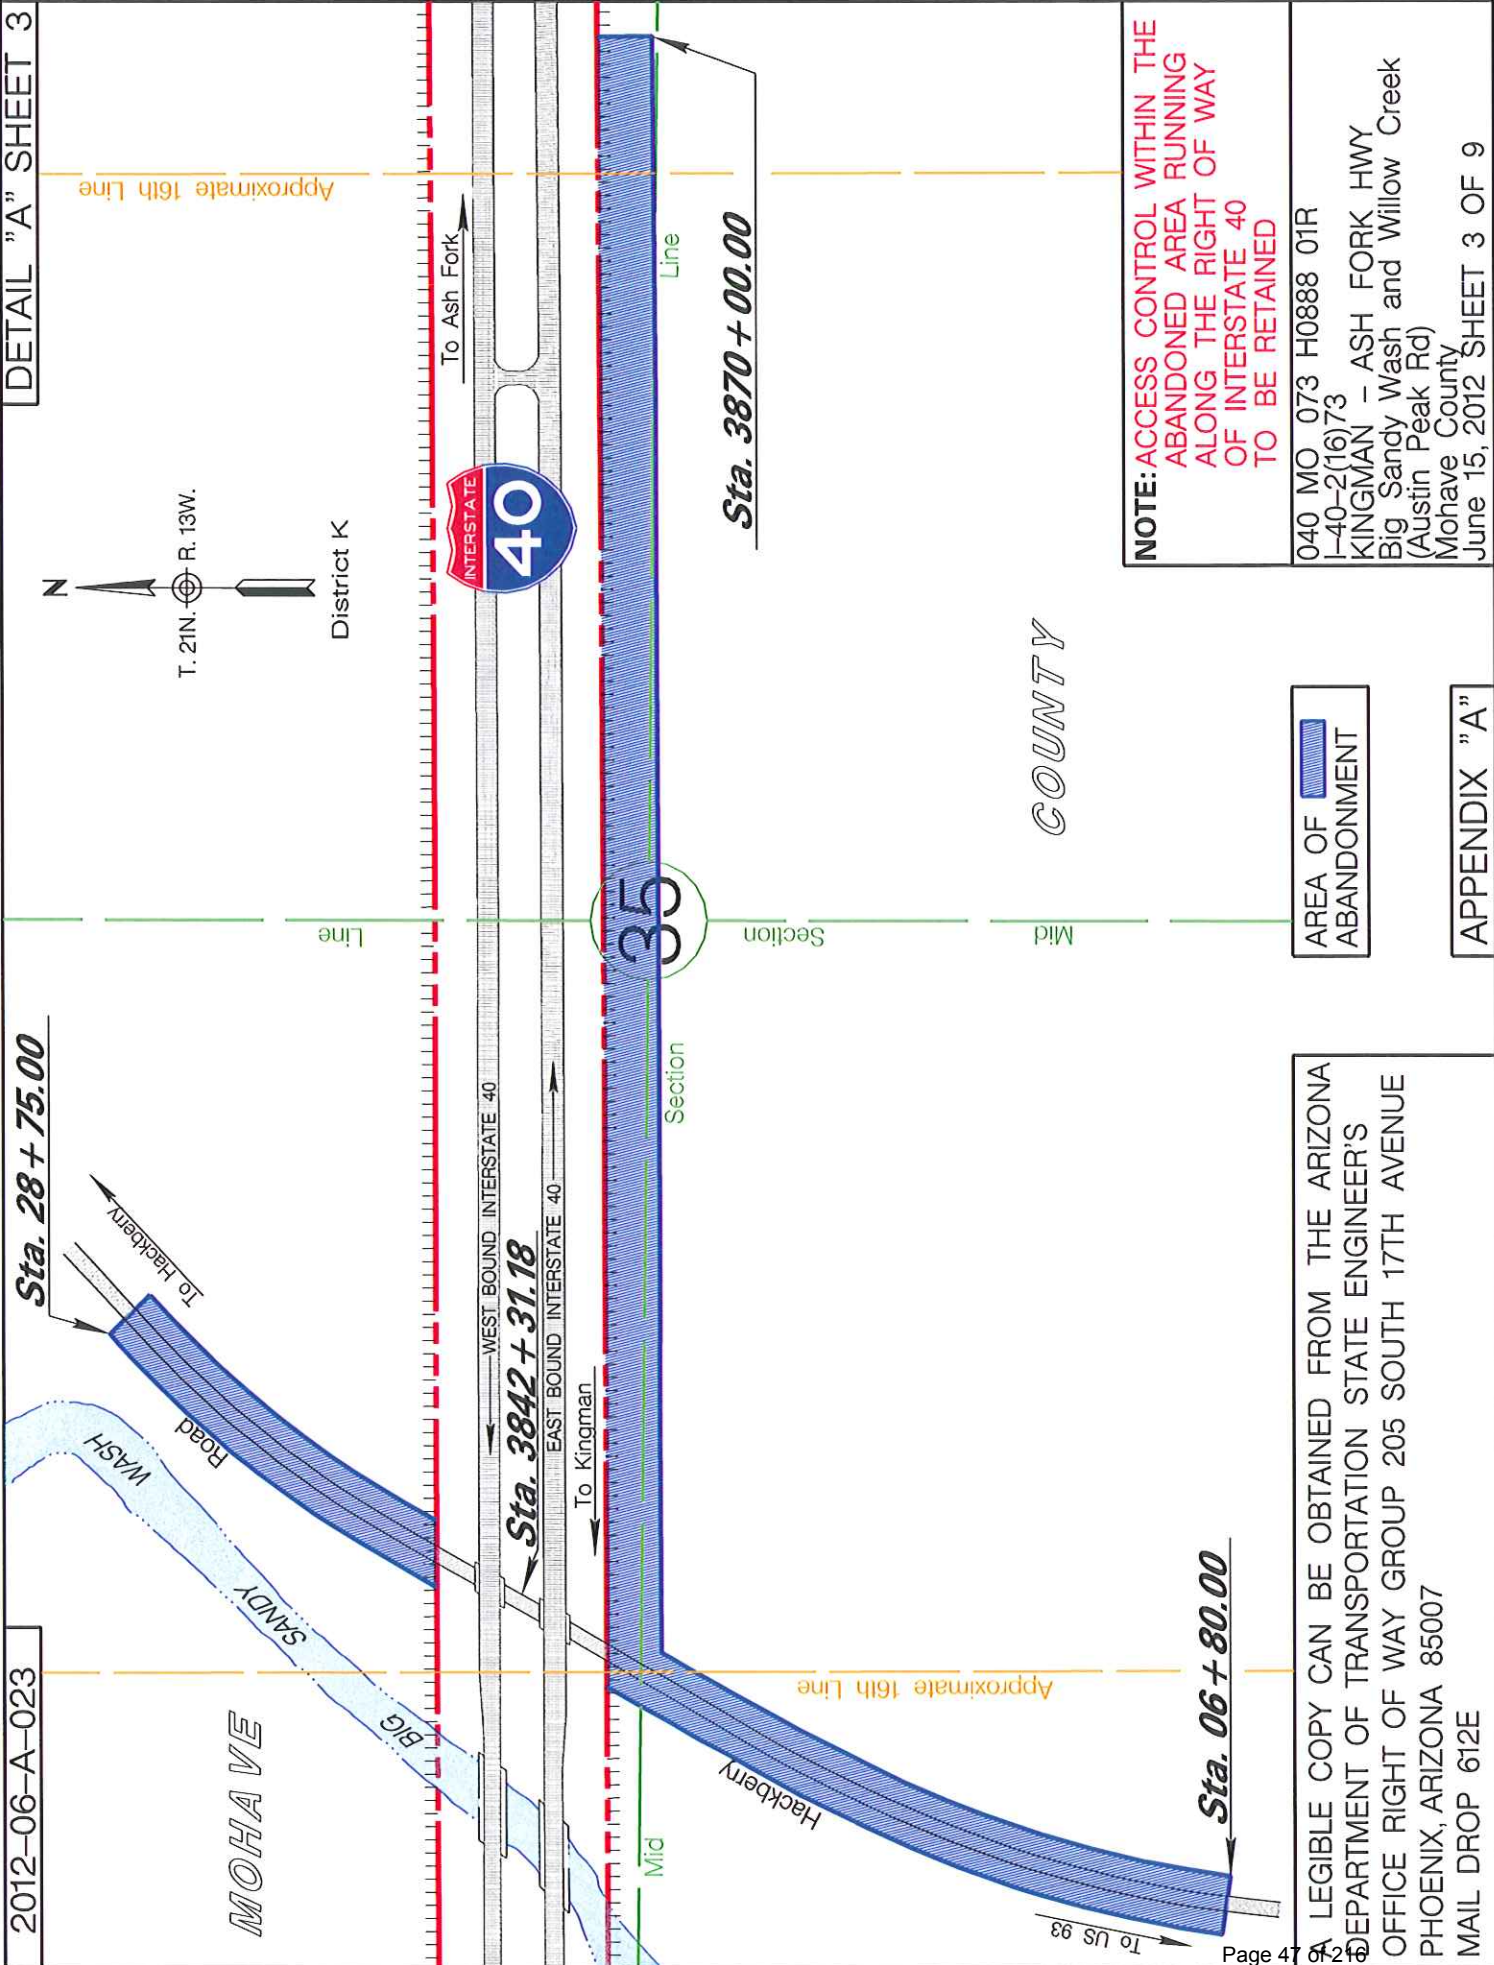 2012-06-A-023
DETAIL "A" SHEET 3
N
T. 21N. R. 13W.
District K
Sta. 28+75.00
To Hackberry
Road
WASH
SANDY
BIG
MOHAVE
Line
Approximate 16th Line
To Ash Fork
INTERSTATE
40
WEST BOUND INTERSTATE 40
Sta. 3842+31.18
EAST BOUND INTERSTATE 40
To Kingman
35
Mid
Section
Line
Section
Mid
Sta. 3870+00.00
Approximate 16th Line
Hackberry
COUNTY
Sta. 06+80.00
To US 93
NOTE: ACCESS CONTROL WITHIN THE
ABANDONED AREA RUNNING
ALONG THE RIGHT OF WAY
OF INTERSTATE 40
TO BE RETAINED
A LEGIBLE COPY CAN BE OBTAINED FROM THE ARIZONA
DEPARTMENT OF TRANSPORTATION STATE ENGINEER'S
OFFICE RIGHT OF WAY GROUP 205 SOUTH 17TH AVENUE
PHOENIX, ARIZONA 85007
MAIL DROP 612E
AREA OF
ABANDONMENT
APPENDIX "A"
040 MO 073 H0888 01R
I-40-2(16)73
KINGMAN - ASH FORK HWY
Big Sandy Wash and Willow Creek
(Austin Peak Rd)
Mohave County
June 15, 2012 SHEET 3 OF 9
Page 47 of 216